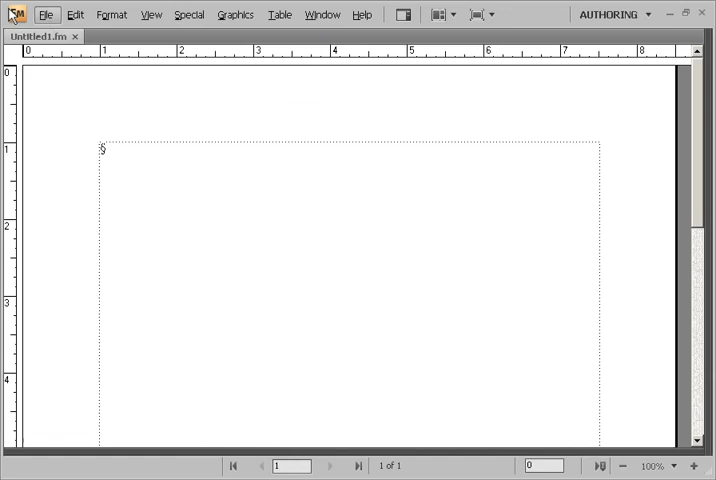 FM File Edit Format View Special Graphics Table Window Help AUTHORING
Untitled1.fm
0 1 2 3 4 5 6 7 8
0
1
§
2
3
4
1 1 of 1 0 100%